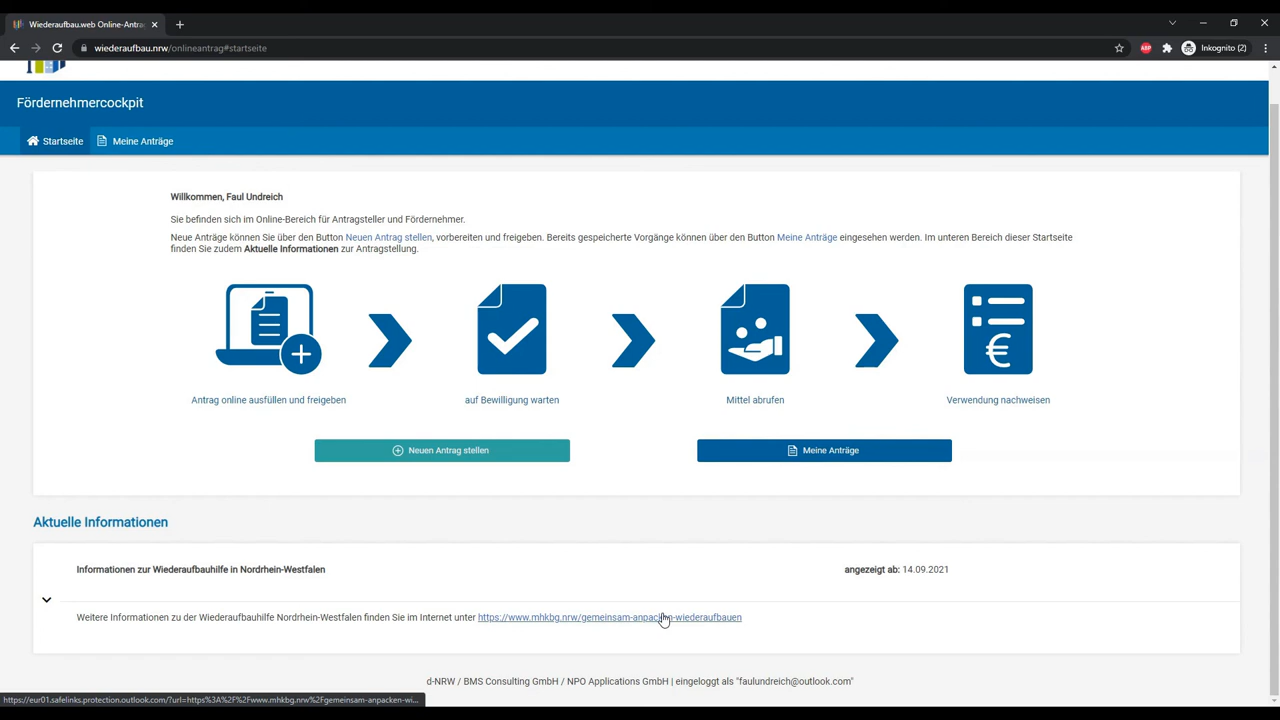 Wiederaufbau.web Online-Antra
wiederaufbau.nrw/onlineantrag#startseite
ABP
Inkognito (2)
Fördernehmercockpit
Startseite
Meine Anträge
Willkommen, Faul Undreich
Sie befinden sich im Online-Bereich für Antragsteller und Fördernehmer.
Neue Anträge können Sie über den Button Neuen Antrag stellen, vorbereiten und freigeben. Bereits gespeicherte Vorgänge können über den Button Meine Anträge eingesehen werden. Im unteren Bereich dieser Startseite
finden Sie zudem Aktuelle Informationen zur Antragstellung.
Antrag online ausfüllen und freigeben
auf Bewilligung warten
Mittel abrufen
Verwendung nachweisen
Neuen Antrag stellen
Meine Anträge
Aktuelle Informationen
Informationen zur Wiederaufbauhilfe in Nordrhein-Westfalen
angezeigt ab: 14.09.2021
Weitere Informationen zu der Wiederaufbauhilfe Nordrhein-Westfalen finden Sie im Internet unter https://www.mhkbg.nrw/gemeinsam-anpacken-wiederaufbauen
d-NRW / BMS Consulting GmbH / NPO Applications GmbH | eingeloggt als "faulundreich@outlook.com"
https://eur01.safelinks.protection.outlook.com/?url=https%3A%2F%2Fwww.mhkbg.nrw%2Fgemeinsam-anpacken-wi...